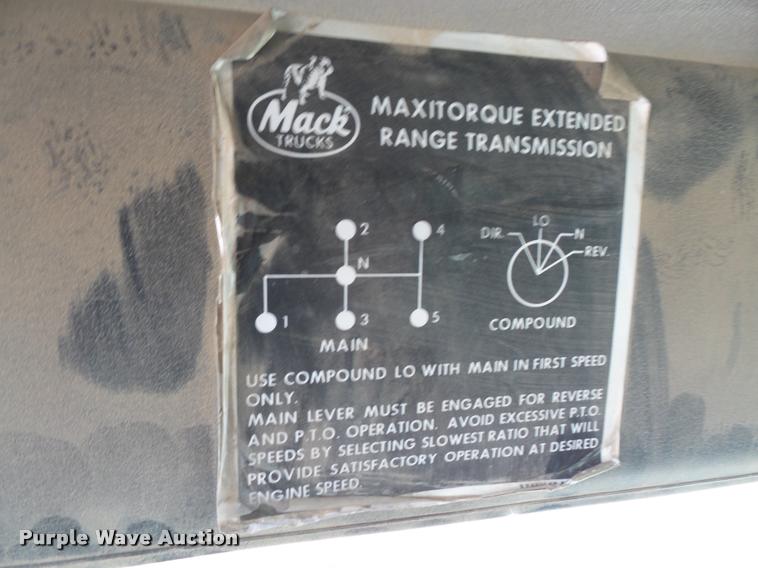 Mack
TRUCKS
MAXITORQUE EXTENDED
RANGE TRANSMISSION
2
4
N
1
3
5
MAIN
LO
DIR.
N
REV.
COMPOUND
USE COMPOUND LO WITH MAIN IN FIRST SPEED
ONLY.
MAIN LEVER MUST BE ENGAGED FOR REVERSE
AND P.T.O. OPERATION. AVOID EXCESSIVE P.T.O.
SPEEDS BY SELECTING SLOWEST RATIO THAT WILL
PROVIDE SATISFACTORY OPERATION AT DESIRED
ENGINE SPEED.
Purple Wave Auction